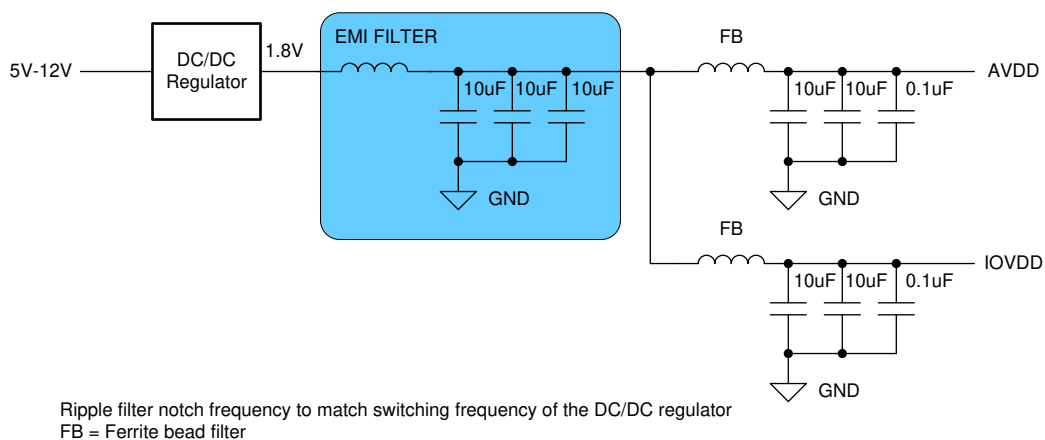 EMI FILTER
FB
5V-12V
DC/DC
Regulator
1.8V
10uF 10uF 10uF
10uF 10uF 0.1uF
AVDD
GND
GND
FB
IOVDD
10uF 10uF 0.1uF
GND
Ripple filter notch frequency to match switching frequency of the DC/DC regulator
FB = Ferrite bead filter